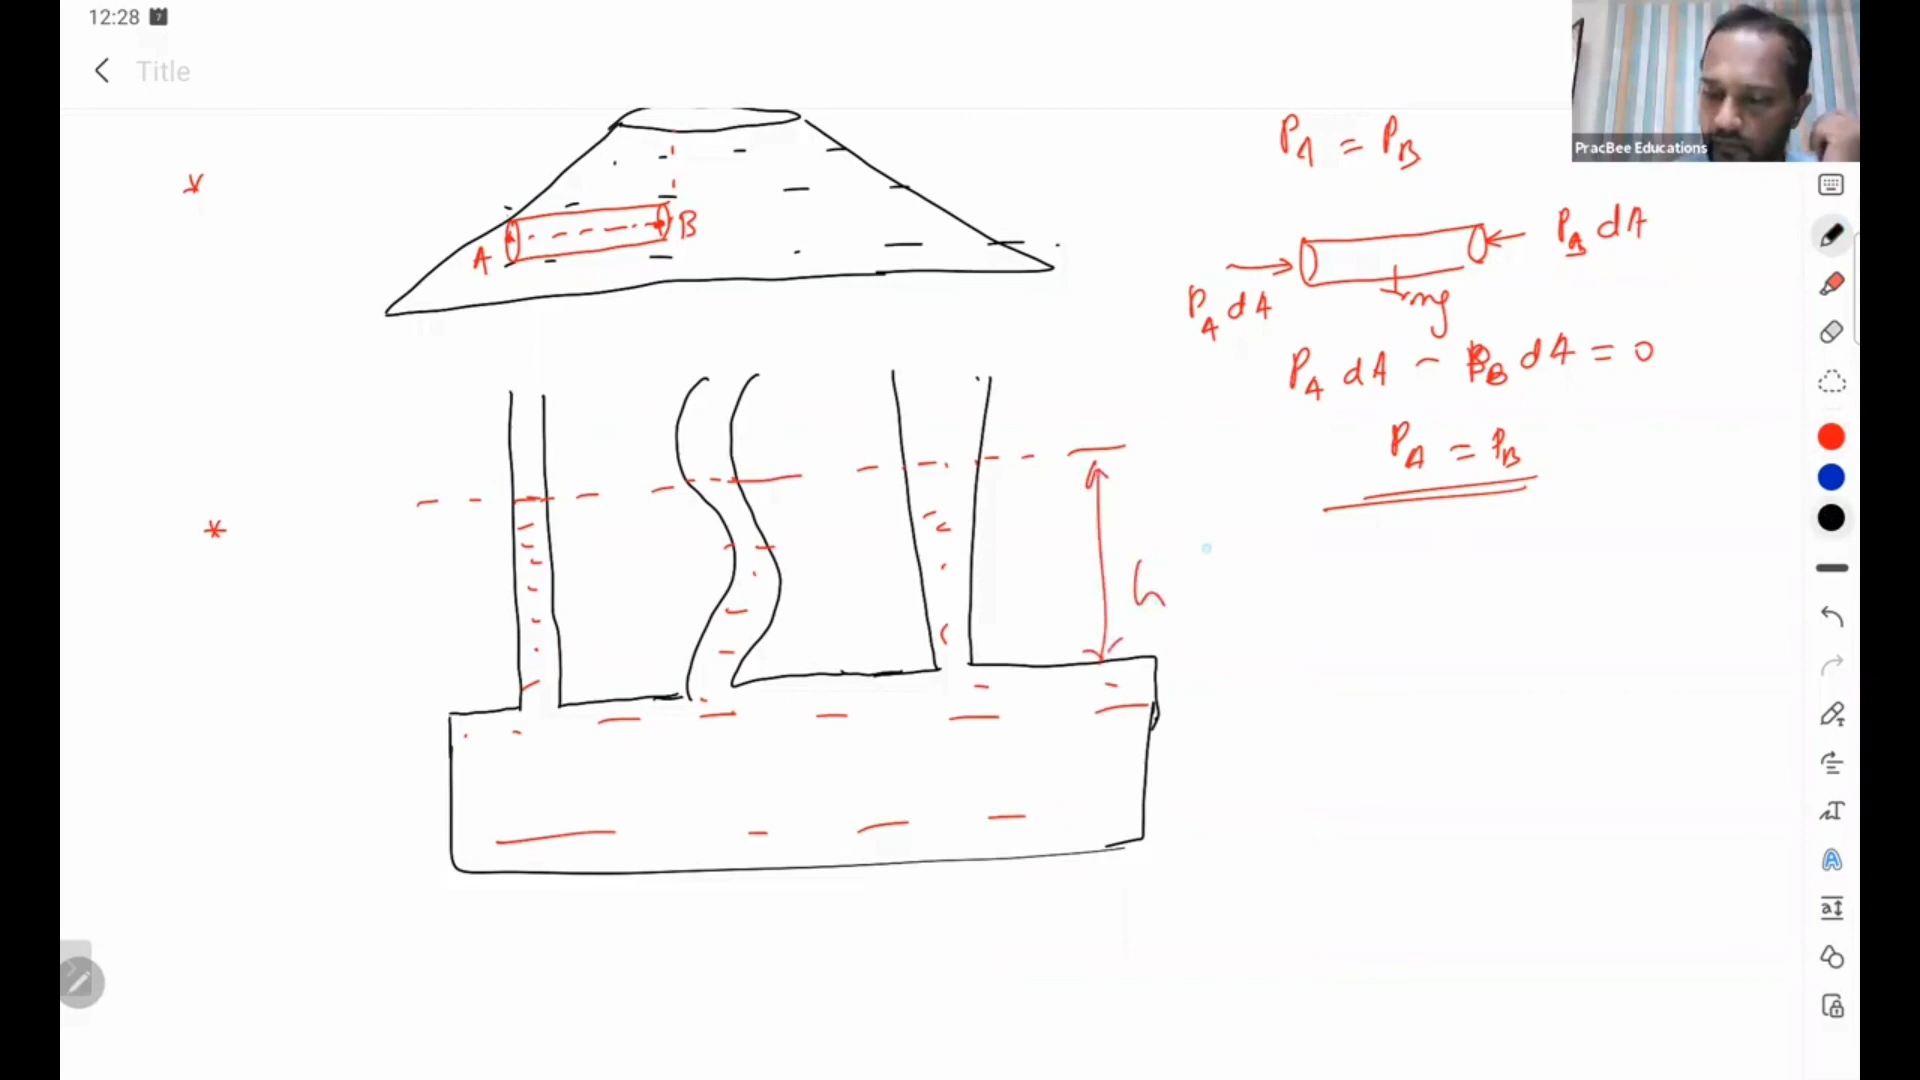 12:28
Title
PracBee Educations
*
P_A = P_B
A
B
P_B dA
P_A dA
mg
P_A dA - P_B dA = 0
P_A = P_B
*
h